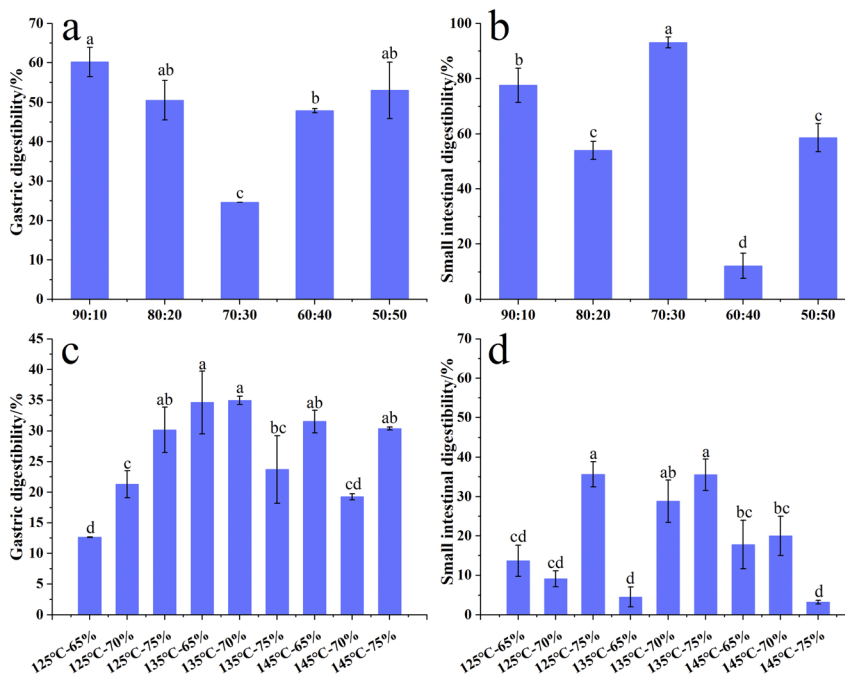 a
Gastric digestibility/%
70
60
50
40
30
20
10
0
a
ab
c
b
ab
90:10 80:20 70:30 60:40 50:50
b
Small intestinal digestibility/%
100
80
60
40
20
0
b
c
a
d
c
90:10 80:20 70:30 60:40 50:50
c
Gastric digestibility/%
45
40
35
30
25
20
15
10
5
0
d
c
ab
a
a
bc
ab
cd
ab
125°C-65% 125°C-70% 125°C-75% 135°C-65% 135°C-70% 135°C-75% 145°C-65% 145°C-70% 145°C-75%
d
Small intestinal digestibility/%
70
60
50
40
30
20
10
0
cd
cd
a
d
ab
a
bc
bc
d
125°C-65% 125°C-70% 125°C-75% 135°C-65% 135°C-70% 135°C-75% 145°C-65% 145°C-70% 145°C-75%